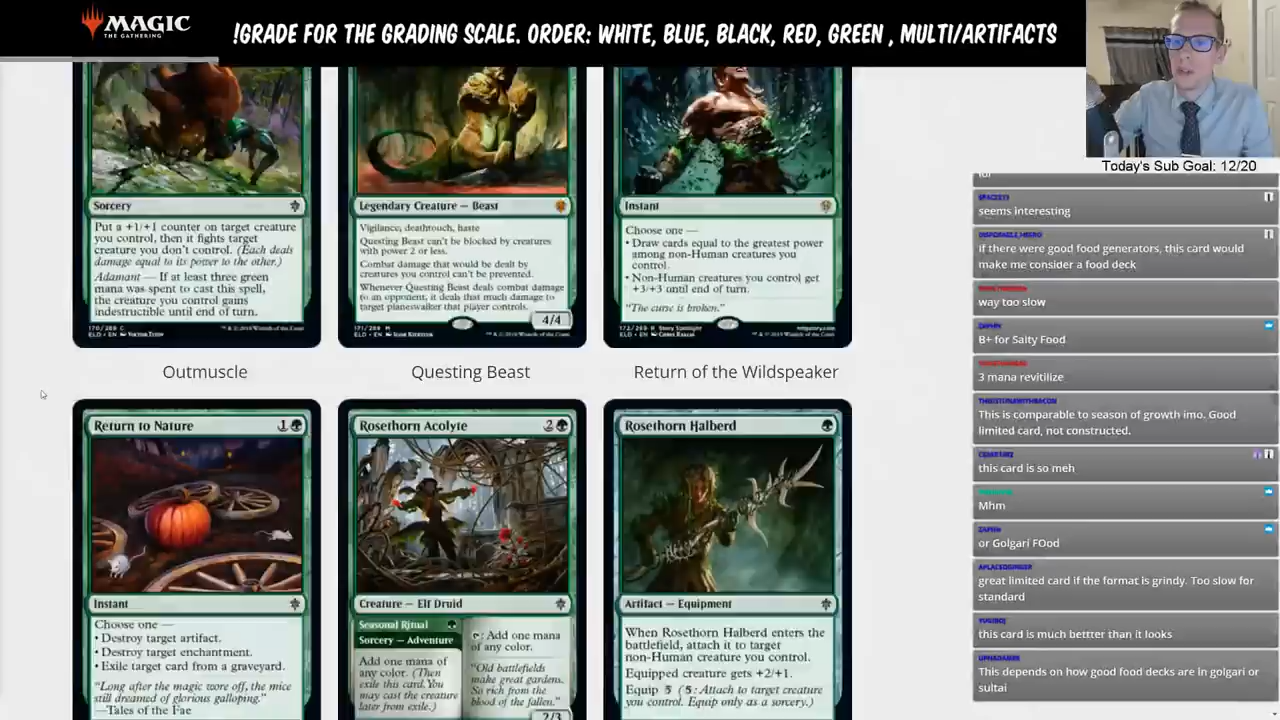 MAGIC
THE GATHERING
!GRADE FOR THE GRADING SCALE. ORDER: WHITE, BLUE, BLACK, RED, GREEN , MULTI/ARTIFACTS
Today's Sub Goal: 12/20
Sorcery
Put a +1/+1 counter on target creature
you control, then it fights target
creature you don't control. (Each deals
damage equal to its power to the other.)
Adamant — If at least three green
mana was spent to cast this spell,
the creature you control gains
indestructible until end of turn.
170/269 C
Outmuscle
Legendary Creature — Beast
Vigilance, deathtouch, haste
Questing Beast can't be blocked by creatures
with power 2 or less.
Combat damage that would be dealt by
creatures you control can't be prevented.
Whenever Questing Beast deals combat damage
to an opponent, it deals that much damage to
target planeswalker that player controls.
4/4
171/269 M
Questing Beast
Instant
Choose one —
• Draw cards equal to the greatest power
among non-Human creatures you
control.
• Non-Human creatures you control get
+3/+3 until end of turn.
"The curse is broken."
172/269 R Story Spotlight
Return of the Wildspeaker
Return to Nature 1
Instant
Choose one —
• Destroy target artifact.
• Destroy target enchantment.
• Exile target card from a graveyard.
"Long after the magic wore off, the mice
still dreamed of glorious galloping."
—Tales of the Fae
Rosethorn Acolyte 2
Creature — Elf Druid
Seasonal Ritual
Sorcery — Adventure
Add one mana of
any color. (Then
exile this card. You
may cast the creature
later from exile.)
: Add one mana
of any color.
"Old battlefields
make great gardens.
So rich from the
blood of the fallen."
2/3
Rosethorn Halberd
Artifact — Equipment
When Rosethorn Halberd enters the
battlefield, attach it to target
non-Human creature you control.
Equipped creature gets +2/+1.
Equip 5 (5: Attach to target creature
you control. Equip only as a sorcery.)
seems interesting
if there were good food generators, this card would
make me consider a food deck
way too slow
B+ for Salty Food
3 mana revitilize
This is comparable to season of growth imo. Good
limited card, not constructed.
this card is so meh
Mhm
or Golgari FOod
great limited card if the format is grindy. Too slow for
standard
this card is much bettter than it looks
This depends on how good food decks are in golgari or
sultai